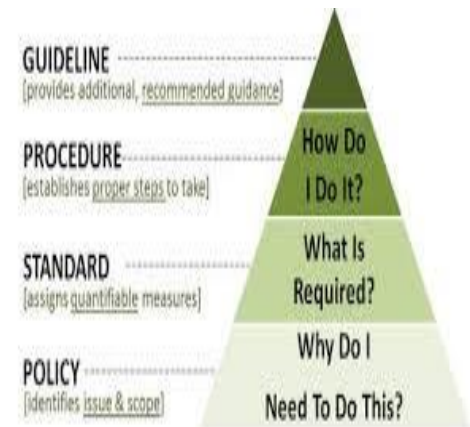 GUIDELINE
[provides additional, recommended guidance]
How Do
I Do It?
PROCEDURE
[establishes proper steps to take]
What Is
Required?
STANDARD
[assigns quantifiable measures]
Why Do I
Need To Do This?
POLICY
[identifies issue & scope]